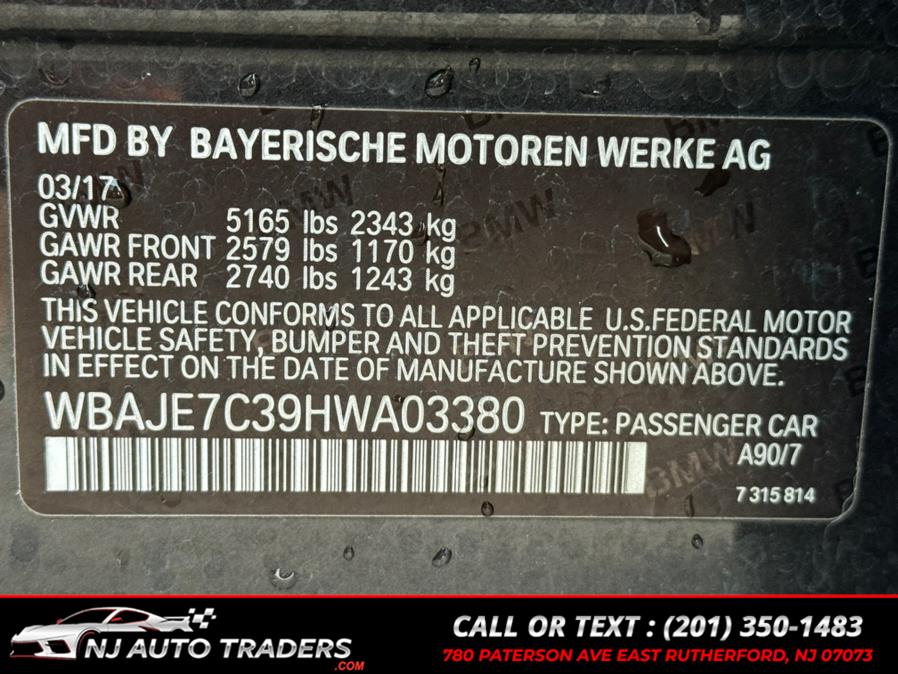 MFD BY BAYERISCHE MOTOREN WERKE AG
03/17
GVWR 5165 lbs 2343 kg
GAWR FRONT 2579 lbs 1170 kg
GAWR REAR 2740 lbs 1243 kg
THIS VEHICLE CONFORMS TO ALL APPLICABLE U.S.FEDERAL MOTOR
VEHICLE SAFETY, BUMPER AND THEFT PREVENTION STANDARDS
IN EFFECT ON THE DATE OF MANUFACTURE SHOWN ABOVE.
WBAJE7C39HWA03380 TYPE: PASSENGER CAR
A90/7
7 315 814
NJ AUTO TRADERS
.COM
CALL OR TEXT : (201) 350-1483
780 PATERSON AVE EAST RUTHERFORD, NJ 07073